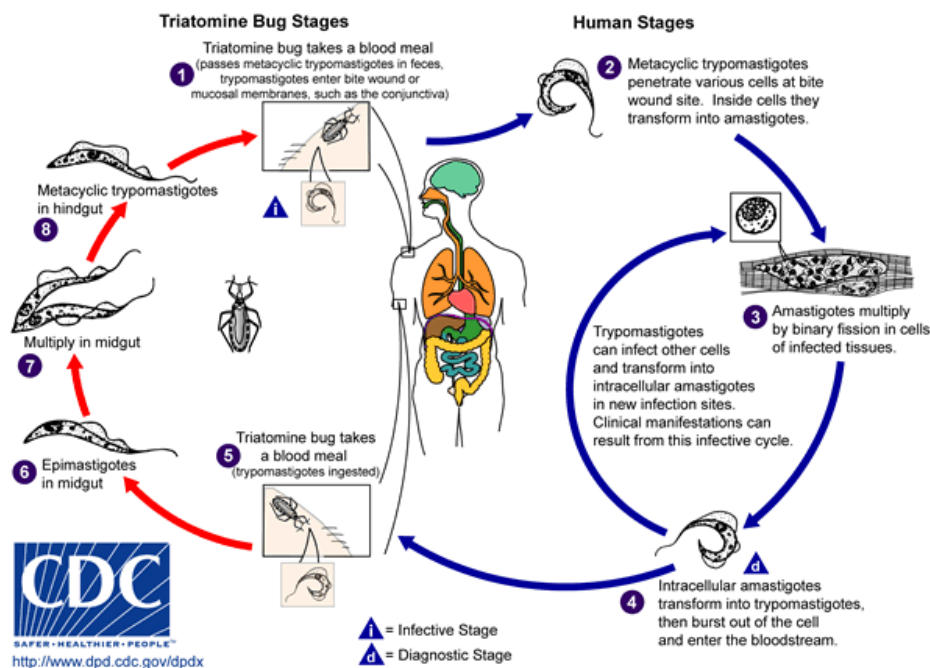 Triatomine Bug Stages
Human Stages
Triatomine bug takes a blood meal
(passes metacyclic trypomastigotes in feces,
trypomastigotes enter bite wound or
mucosal membranes, such as the conjunctiva)
1
i
2
Metacyclic trypomastigotes
penetrate various cells at bite
wound site. Inside cells they
transform into amastigotes.
3
Amastigotes multiply
by binary fission in cells
of infected tissues.
Trypomastigotes
can infect other cells
and transform into
intracellular amastigotes
in new infection sites.
Clinical manifestations can
result from this infective cycle.
d
4
Intracellular amastigotes
transform into trypomastigotes,
then burst out of the cell
and enter the bloodstream.
5
Triatomine bug takes
a blood meal
(trypomastigotes ingested)
6
Epimastigotes
in midgut
Multiply in midgut
7
Metacyclic trypomastigotes
in hindgut
8
i = Infective Stage
d = Diagnostic Stage
CDC
SAFER • HEALTHIER • PEOPLE™
http://www.dpd.cdc.gov/dpdx